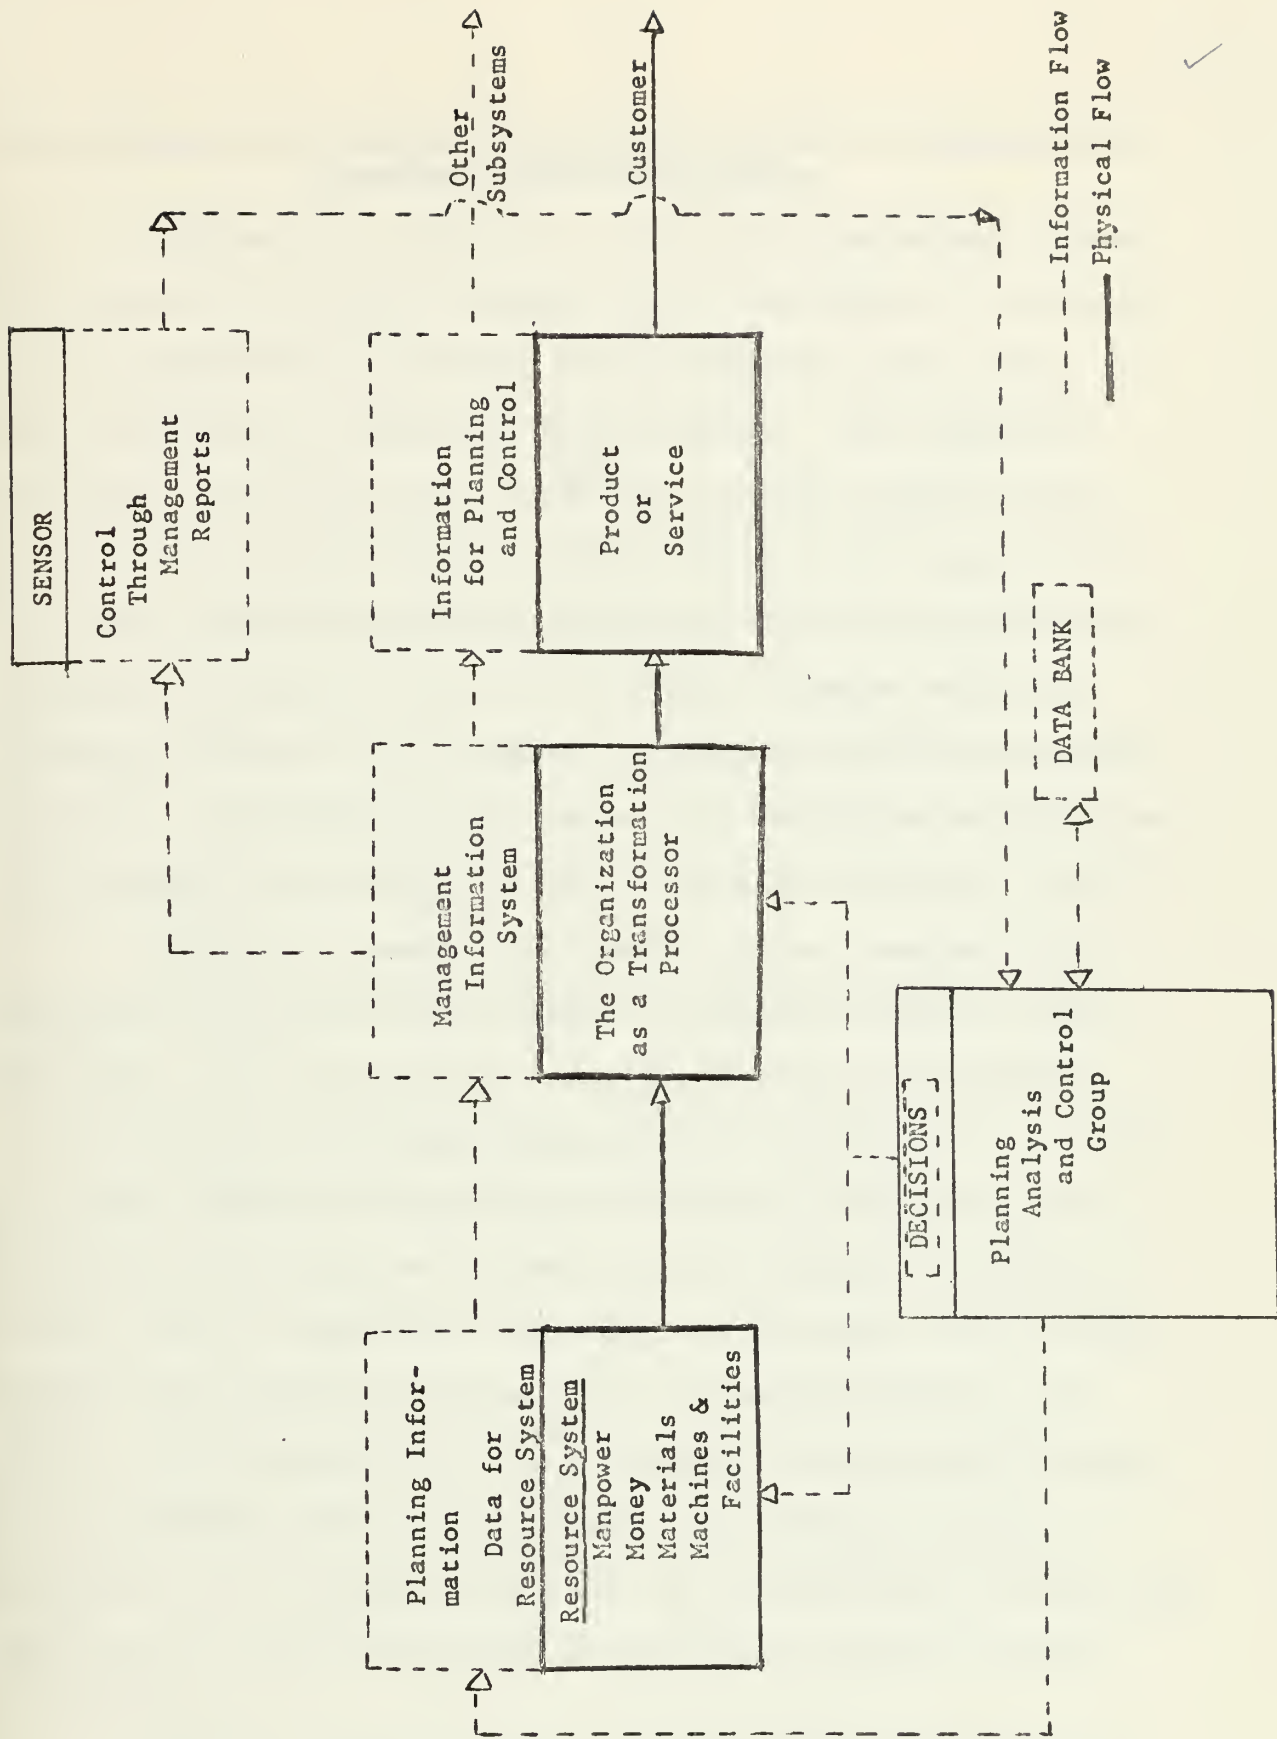 SENSOR
Control
Through
Management
Reports
Planning Infor-
mation
Data for
Resource System
Resource System
Manpower
Money
Materials
Machines &
Facilities
Management
Information
System
The Organization
as a Transformation
Processor
Information
for Planning
and Control
Product
or
Service
Other
Subsystems
Customer
DECISIONS
Planning
Analysis
and Control
Group
DATA BANK
Information Flow
Physical Flow